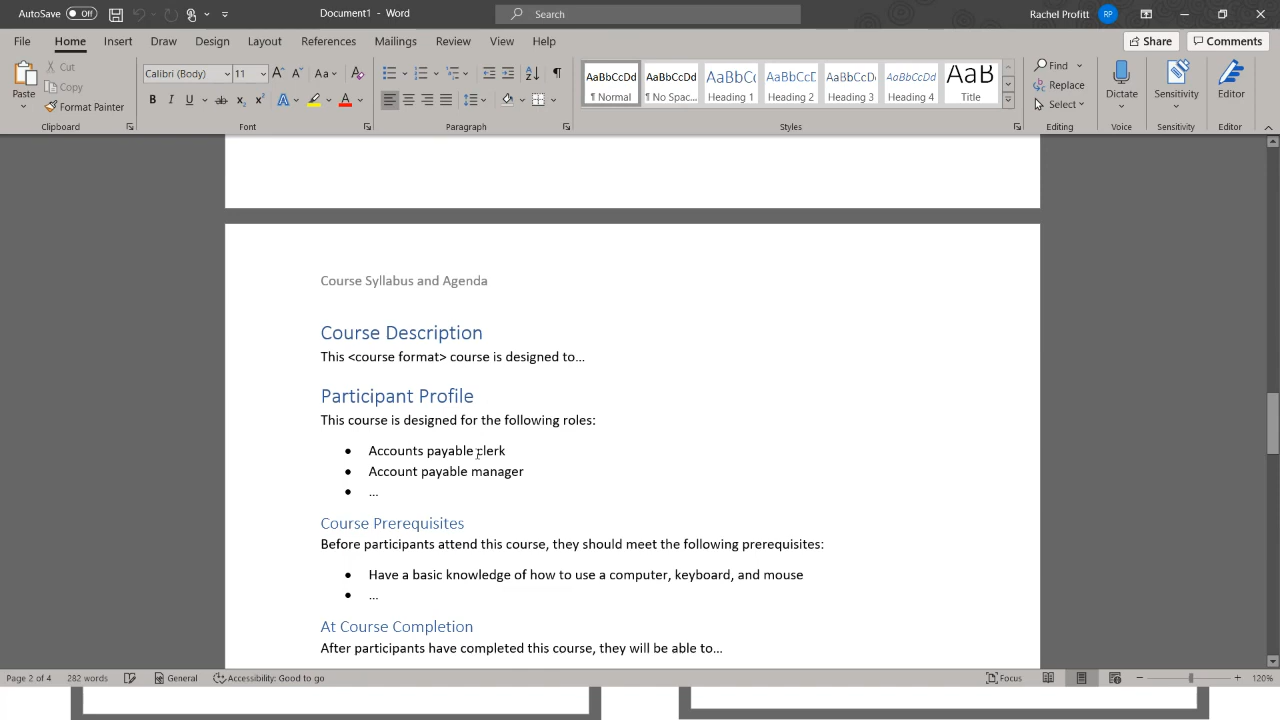 AutoSave Off Document1 - Word Search Rachel Profitt RP
File Home Insert Draw Design Layout References Mailings Review View Help Share Comments
Paste Cut Copy Format Painter Clipboard
Calibri (Body) 11 Font
Paragraph
AaBbCcDd ¶ Normal
AaBbCcDd ¶ No Spac...
AaBbCc Heading 1
AaBbCcE Heading 2
AaBbCcDc Heading 3
AaBbCcDd Heading 4
AaB Title
Styles
Find Replace Select Editing
Dictate Voice
Sensitivity Sensitivity
Editor Editor
Course Syllabus and Agenda
Course Description
This <course format> course is designed to…
Participant Profile
This course is designed for the following roles:
• Accounts payable clerk
• Account payable manager
• …
Course Prerequisites
Before participants attend this course, they should meet the following prerequisites:
• Have a basic knowledge of how to use a computer, keyboard, and mouse
• …
At Course Completion
After participants have completed this course, they will be able to…
Page 2 of 4 282 words General Accessibility: Good to go Focus 120%